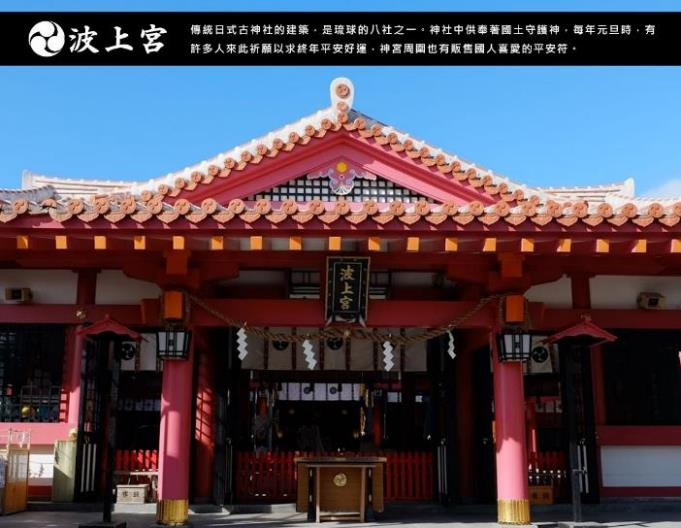 波上宮
傳統日式古神社的建築，是琉球的八社之一。神社中供奉著國土守護神，每年元旦時，有
許多人來此祈願以求終年平安好運，神宮周圍也有販售國人喜愛的平安符。
波上宮